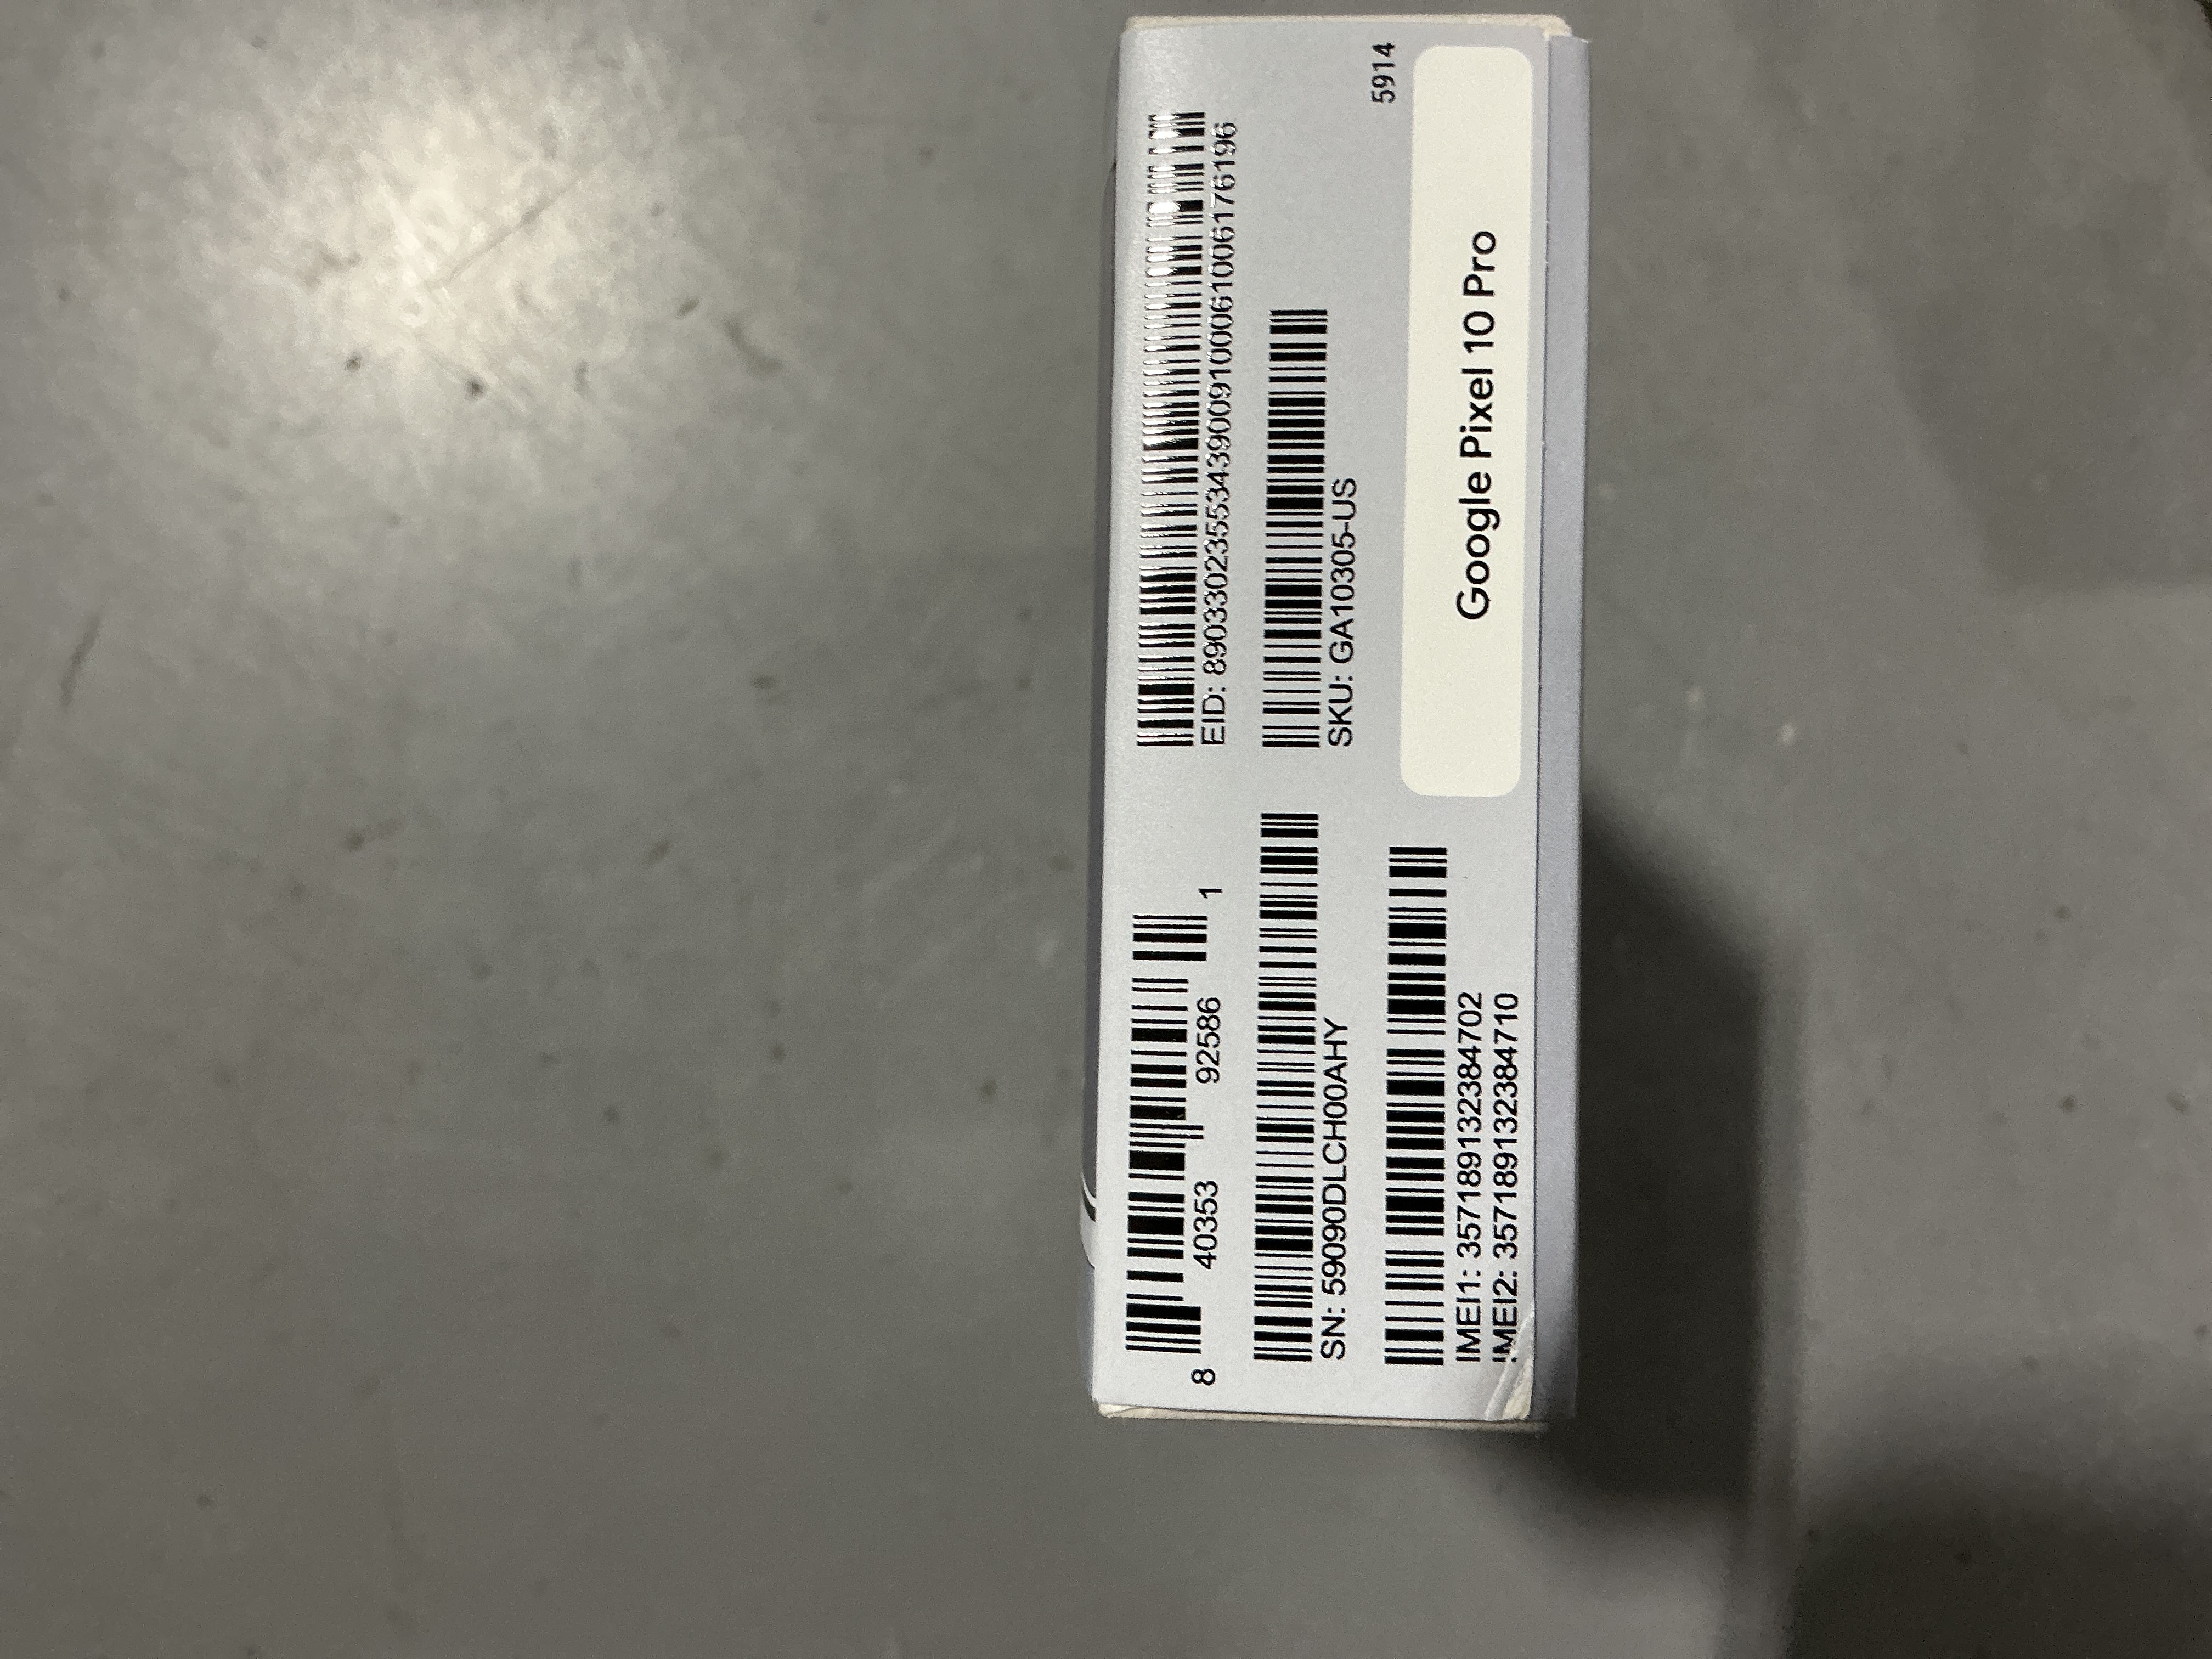 8 40353 92586 1
EID: 89033023553439009100061006176196
SN: 59090DLCH00AHY
SKU: GA10305-US
5914
IMEI1: 357189132384702
IMEI2: 357189132384710
Google Pixel 10 Pro